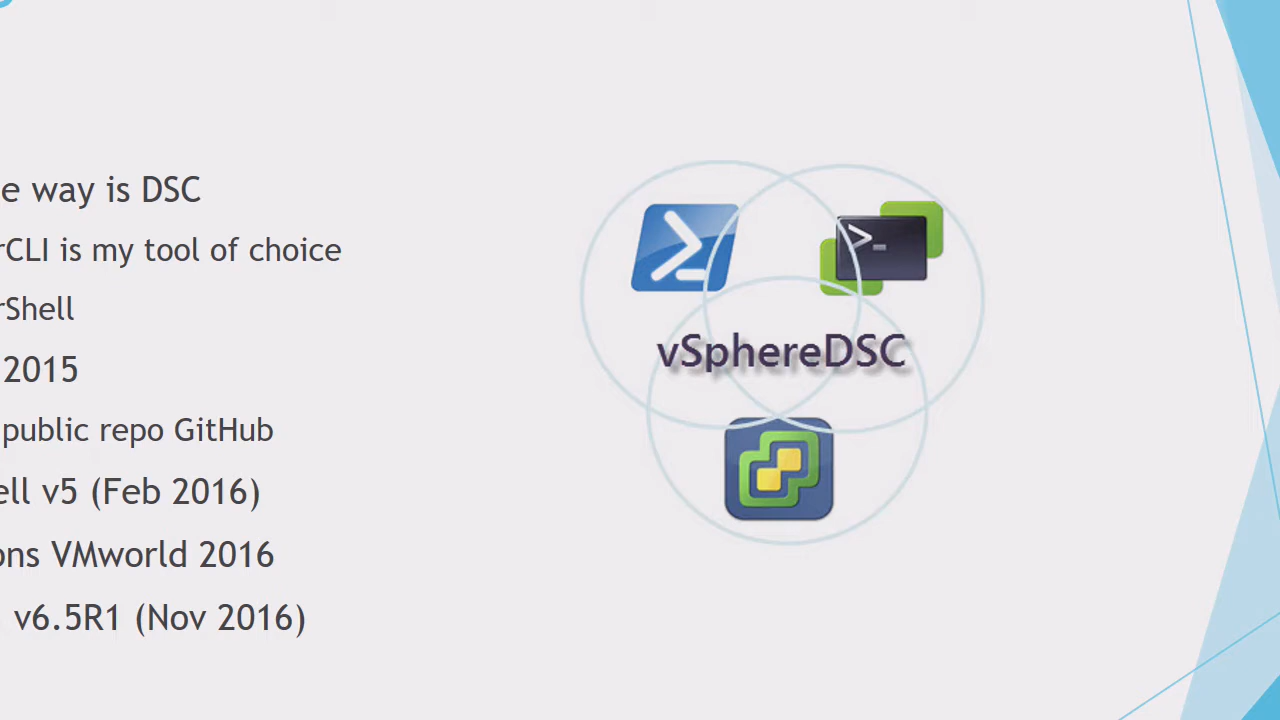 e way is DSC
rCLI is my tool of choice
rShell
2015
public repo GitHub
ell v5 (Feb 2016)
ons VMworld 2016
v6.5R1 (Nov 2016)
vSphereDSC